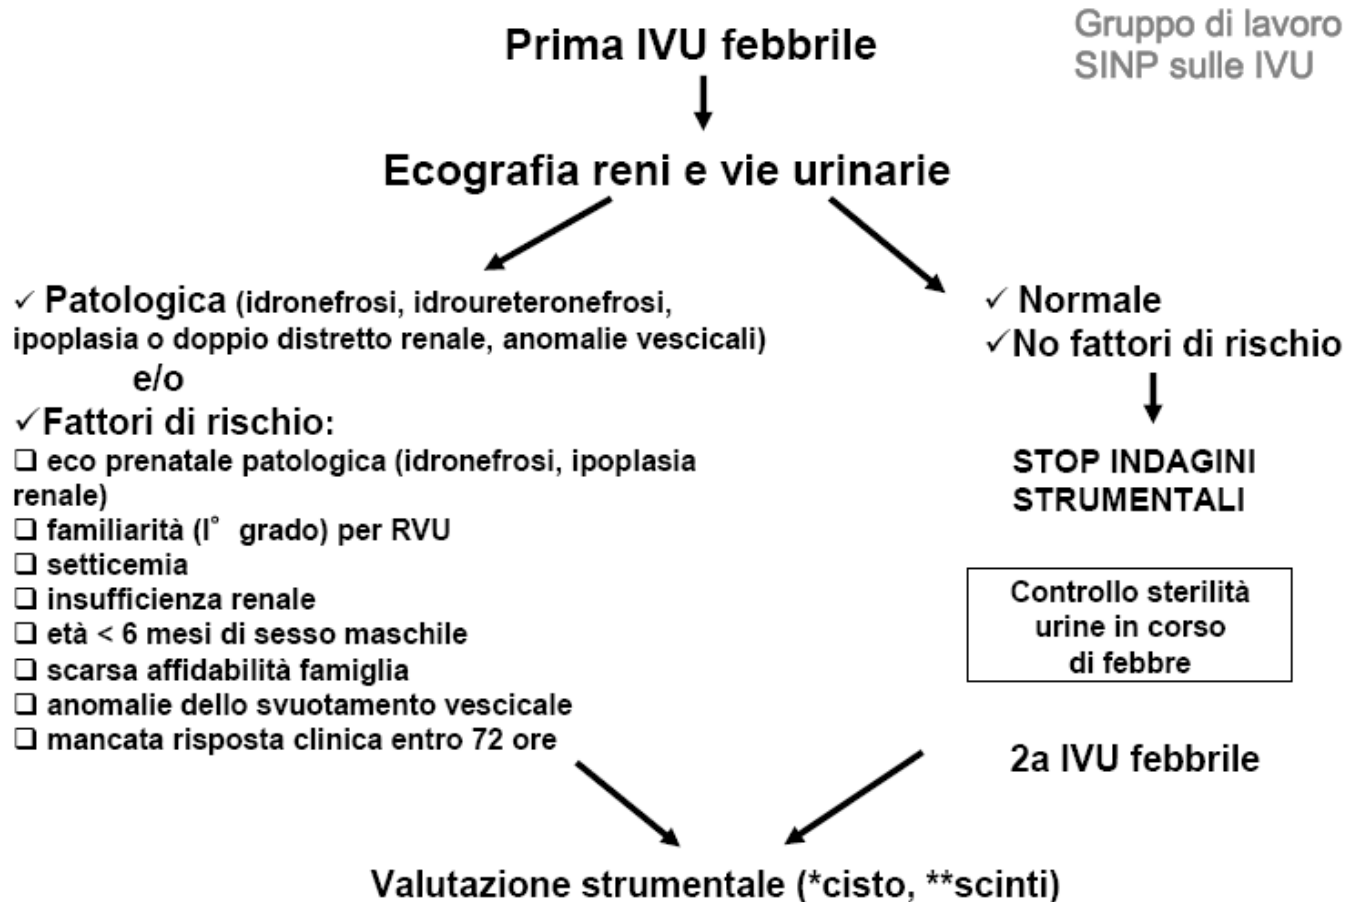 Gruppo di lavoro
SINP sulle IVU
Prima IVU febbrile
Ecografia reni e vie urinarie
✓ Patologica (idronefrosi, idroureteronefrosi,
ipoplasia o doppio distretto renale, anomalie vescicali)
e/o
✓Fattori di rischio:
❑ eco prenatale patologica (idronefrosi, ipoplasia
renale)
❑ familiarità (I° grado) per RVU
❑ setticemia
❑ insufficienza renale
❑ età < 6 mesi di sesso maschile
❑ scarsa affidabilità famiglia
❑ anomalie dello svuotamento vescicale
❑ mancata risposta clinica entro 72 ore
✓ Normale
✓No fattori di rischio
STOP INDAGINI
STRUMENTALI
Controllo sterilità
urine in corso
di febbre
2a IVU febbrile
Valutazione strumentale (*cisto, **scinti)